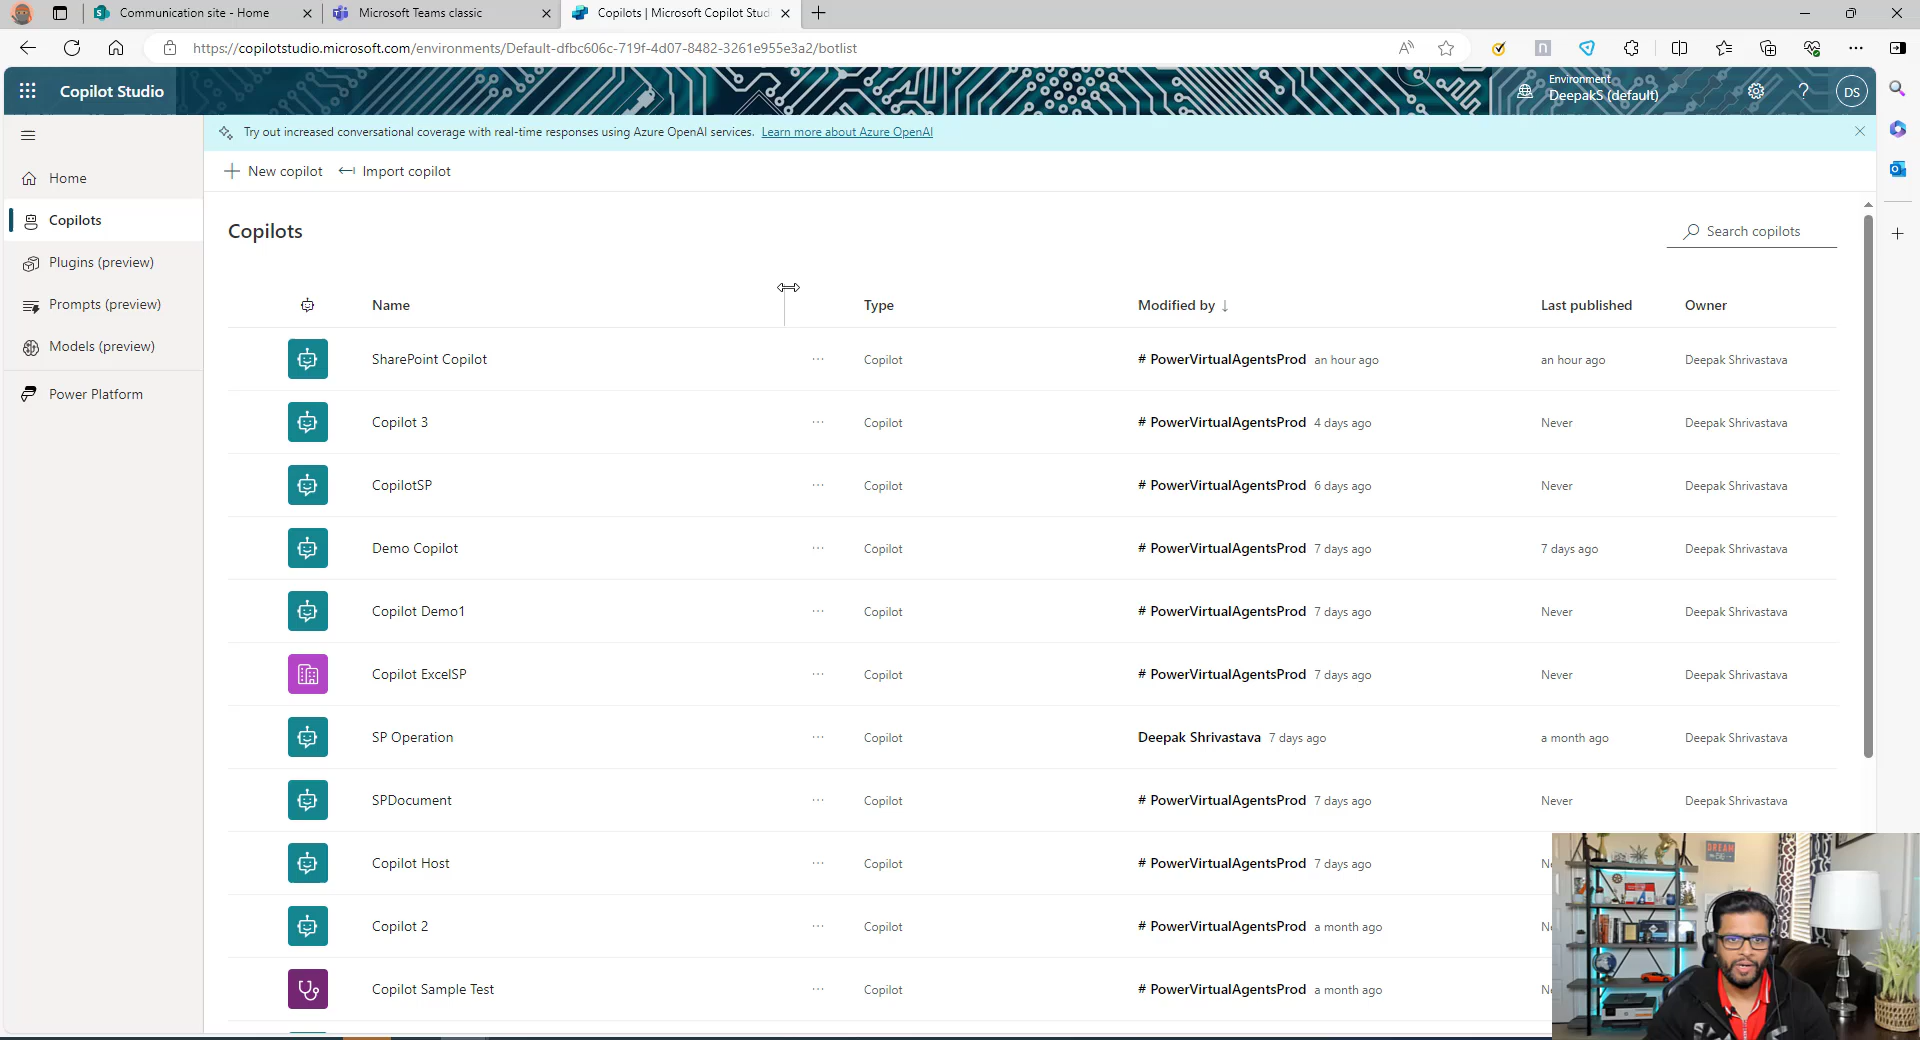 Communication site - Home
Microsoft Teams classic
Copilots | Microsoft Copilot Stud
https://copilotstudio.microsoft.com/environments/Default-dfbc606c-719f-4d07-8482-3261e955e3a2/botlist
Copilot Studio
Environment
DeepakS (default)
DS
Try out increased conversational coverage with real-time responses using Azure OpenAI services. Learn more about Azure OpenAI
New copilot
Import copilot
Home
Copilots
Plugins (preview)
Prompts (preview)
Models (preview)
Power Platform
Copilots
Search copilots
Name Type Modified by ↓ Last published Owner
SharePoint Copilot ... Copilot # PowerVirtualAgentsProd an hour ago an hour ago Deepak Shrivastava
Copilot 3 ... Copilot # PowerVirtualAgentsProd 4 days ago Never Deepak Shrivastava
CopilotSP ... Copilot # PowerVirtualAgentsProd 6 days ago Never Deepak Shrivastava
Demo Copilot ... Copilot # PowerVirtualAgentsProd 7 days ago 7 days ago Deepak Shrivastava
Copilot Demo1 ... Copilot # PowerVirtualAgentsProd 7 days ago Never Deepak Shrivastava
Copilot ExcelSP ... Copilot # PowerVirtualAgentsProd 7 days ago Never Deepak Shrivastava
SP Operation ... Copilot Deepak Shrivastava 7 days ago a month ago Deepak Shrivastava
SPDocument ... Copilot # PowerVirtualAgentsProd 7 days ago Never Deepak Shrivastava
Copilot Host ... Copilot # PowerVirtualAgentsProd 7 days ago
Copilot 2 ... Copilot # PowerVirtualAgentsProd a month ago
Copilot Sample Test ... Copilot # PowerVirtualAgentsProd a month ago
DREAM
BIG